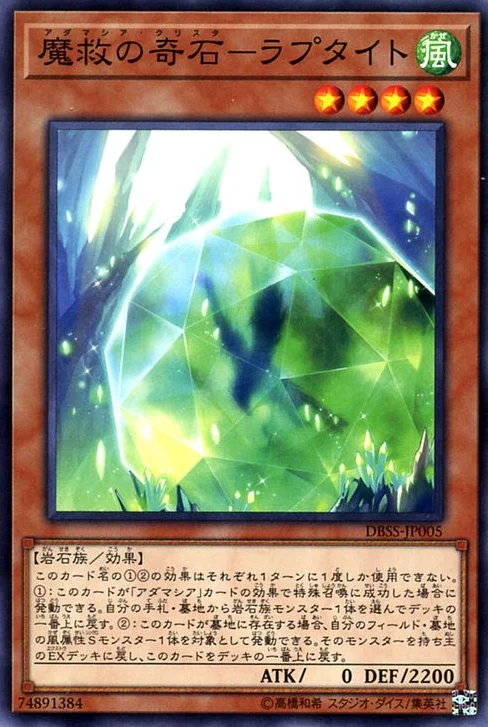 アダマシア・クリスタ
魔救の奇石－ラプタイト
かぜ
風
DBSS-JP005
【岩石族／効果】
このカード名の①②の効果はそれぞれ1ターンに1度しか使用できない。
①：このカードが「アダマシア」カードの効果で特殊召喚に成功した場合に
発動できる。自分の手札・墓地から岩石族モンスター1体を選んでデッキの
一番上に戻す。②：このカードが墓地に存在する場合、自分のフィールド・墓地
の風属性Sモンスター1体を対象として発動できる。そのモンスターを持ち主
のEXデッキに戻し、このカードをデッキの一番上に戻す。
ATK/ 0 DEF/2200
74891384
©高橋和希 スタジオ・ダイス/集英社